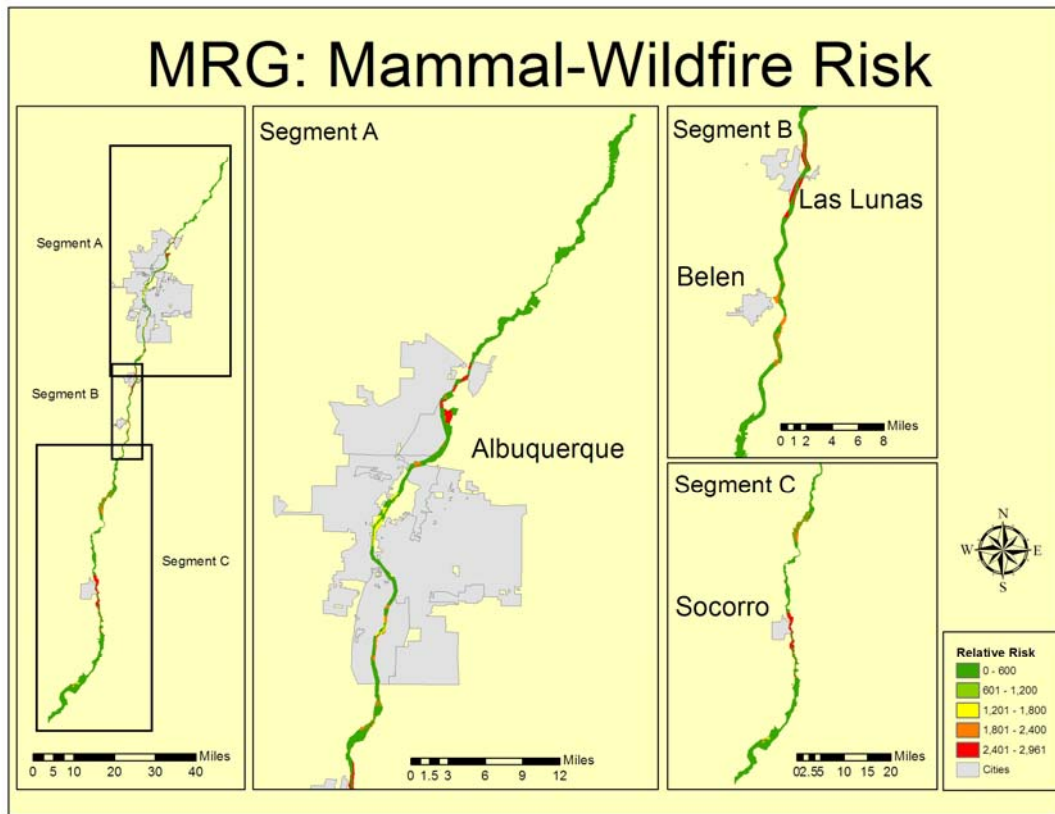 MRG: Mammal-Wildfire Risk
Segment A
Segment B
Segment C
Miles
0 5 10 20 30 40
Segment A
Albuquerque
Miles
0 1.5 3 6 9 12
Segment B
Las Lunas
Belen
Miles
0 1 2 4 6 8
Segment C
Socorro
Miles
02.55 10 15 20
N
W E
S
Relative Risk
0 - 600
601 - 1,200
1,201 - 1,800
1,801 - 2,400
2,401 - 2,961
Cities